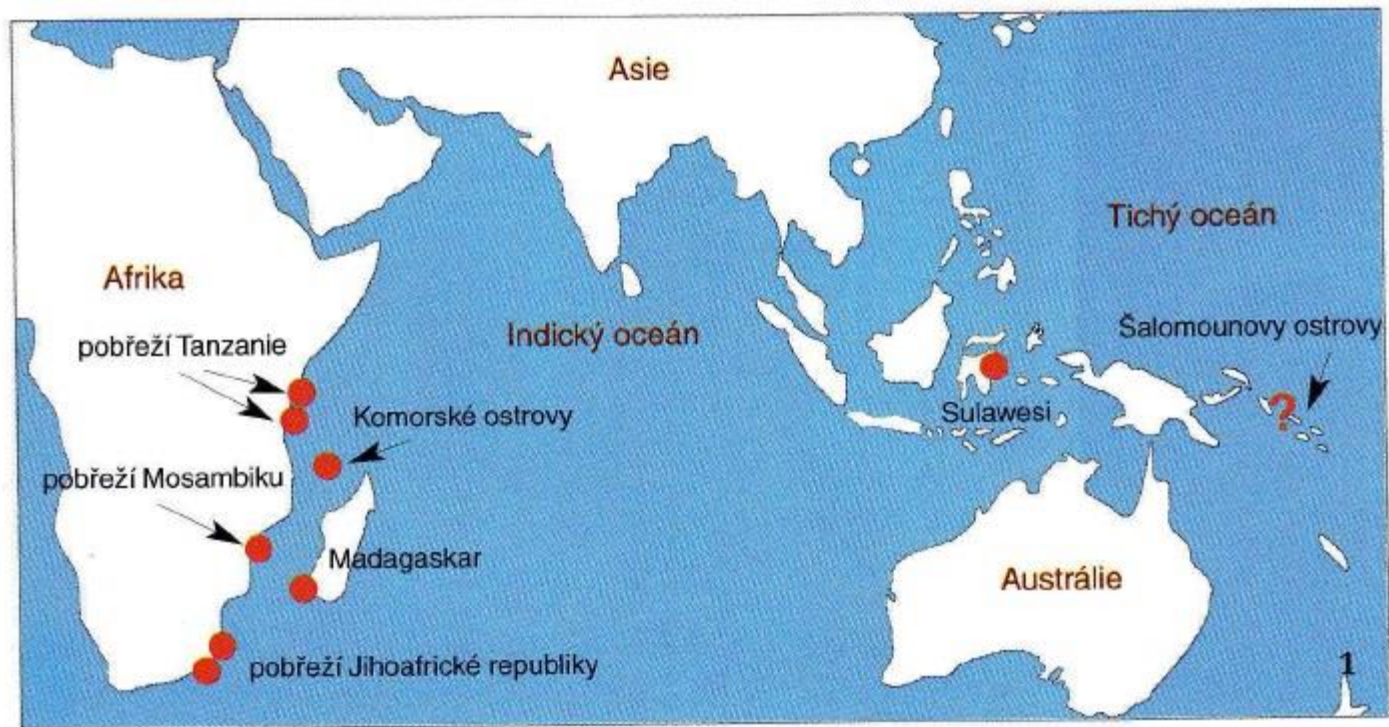 Asie
Tichý oceán
Afrika
Indický oceán
Šalomounovy ostrovy
pobřeží Tanzanie
?
Komorské ostrovy
Sulawesi
pobřeží Mosambiku
Madagaskar
Austrálie
pobřeží Jihoafrické republiky
1